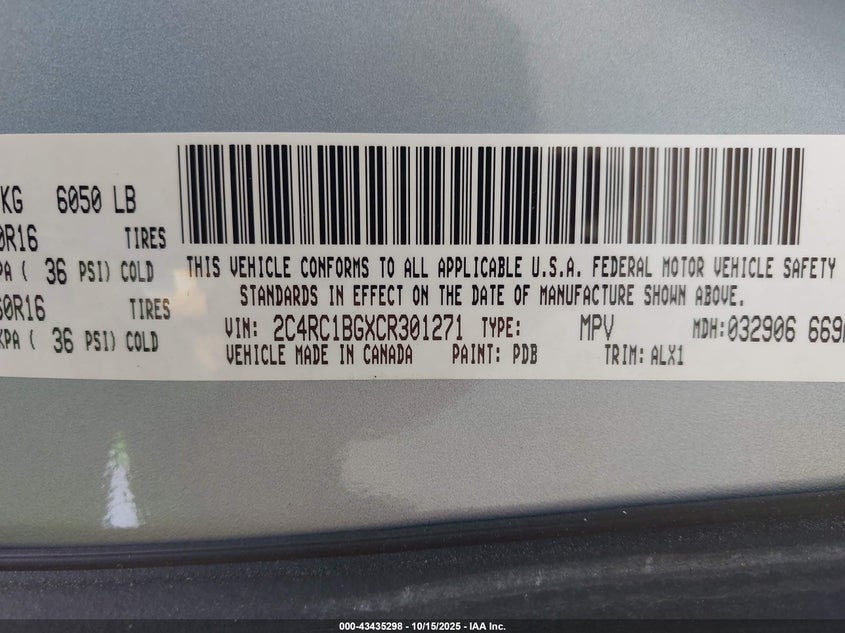 KG 6050 LB
0R16 TIRES
PA ( 36 PSI) COLD
60R16 TIRES
KPA ( 36 PSI) COLD
THIS VEHICLE CONFORMS TO ALL APPLICABLE U.S.A. FEDERAL MOTOR VEHICLE SAFETY
STANDARDS IN EFFECT ON THE DATE OF MANUFACTURE SHOWN ABOVE.
VIN: 2C4RC1BGXCR301271 TYPE: MPV MDH: 032906 669
VEHICLE MADE IN CANADA PAINT: PDB TRIM: ALX1
000-43435298 - 10/15/2025 - IAA Inc.